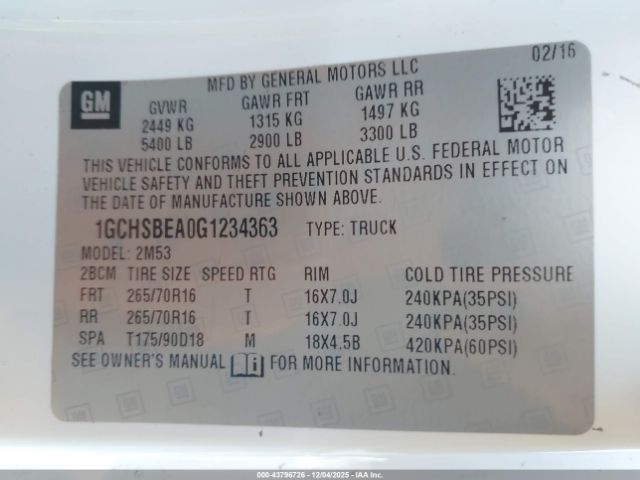 02/16
MFD BY GENERAL MOTORS LLC
GM
GVWR GAWR FRT GAWR RR
2449 KG 1315 KG 1497 KG
5400 LB 2900 LB 3300 LB
THIS VEHICLE CONFORMS TO ALL APPLICABLE U.S. FEDERAL MOTOR
VEHICLE SAFETY AND THEFT PREVENTION STANDARDS IN EFFECT ON
THE DATE OF MANUFACTURE SHOWN ABOVE.
1GCHSBEA0G1234363 TYPE: TRUCK
MODEL: 2M53
2BCM TIRE SIZE SPEED RTG RIM COLD TIRE PRESSURE
FRT 265/70R16 T 16X7.0J 240KPA(35PSI)
RR 265/70R16 T 16X7.0J 240KPA(35PSI)
SPA T175/90D18 M 18X4.5B 420KPA(60PSI)
SEE OWNER'S MANUAL i FOR MORE INFORMATION.
000-43796726 - 12/04/2025 - IAA Inc.